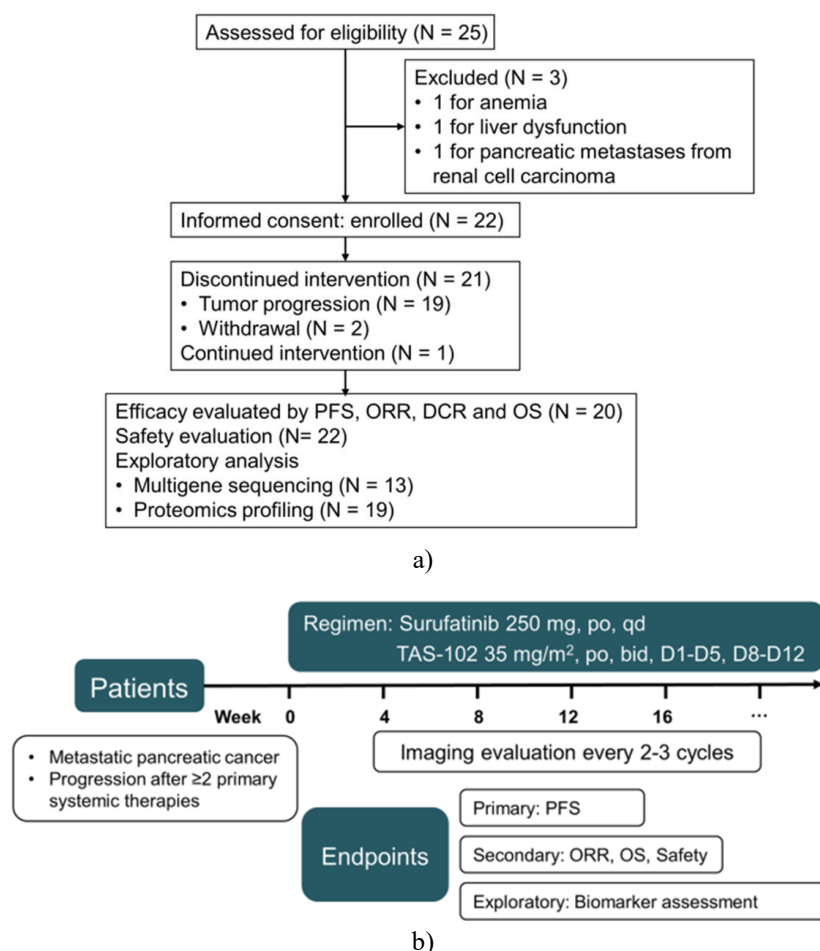 Assessed for eligibility (N = 25)
Excluded (N = 3)
• 1 for anemia
• 1 for liver dysfunction
• 1 for pancreatic metastases from
renal cell carcinoma
Informed consent: enrolled (N = 22)
Discontinued intervention (N = 21)
• Tumor progression (N = 19)
• Withdrawal (N = 2)
Continued intervention (N = 1)
Efficacy evaluated by PFS, ORR, DCR and OS (N = 20)
Safety evaluation (N= 22)
Exploratory analysis
• Multigene sequencing (N = 13)
• Proteomics profiling (N = 19)
a)
Regimen: Surufatinib 250 mg, po, qd
TAS-102 35 mg/m², po, bid, D1-D5, D8-D12
Patients
Week 0 4 8 12 16 ...
• Metastatic pancreatic cancer
• Progression after ≥2 primary
systemic therapies
Imaging evaluation every 2-3 cycles
Endpoints
Primary: PFS
Secondary: ORR, OS, Safety
Exploratory: Biomarker assessment
b)